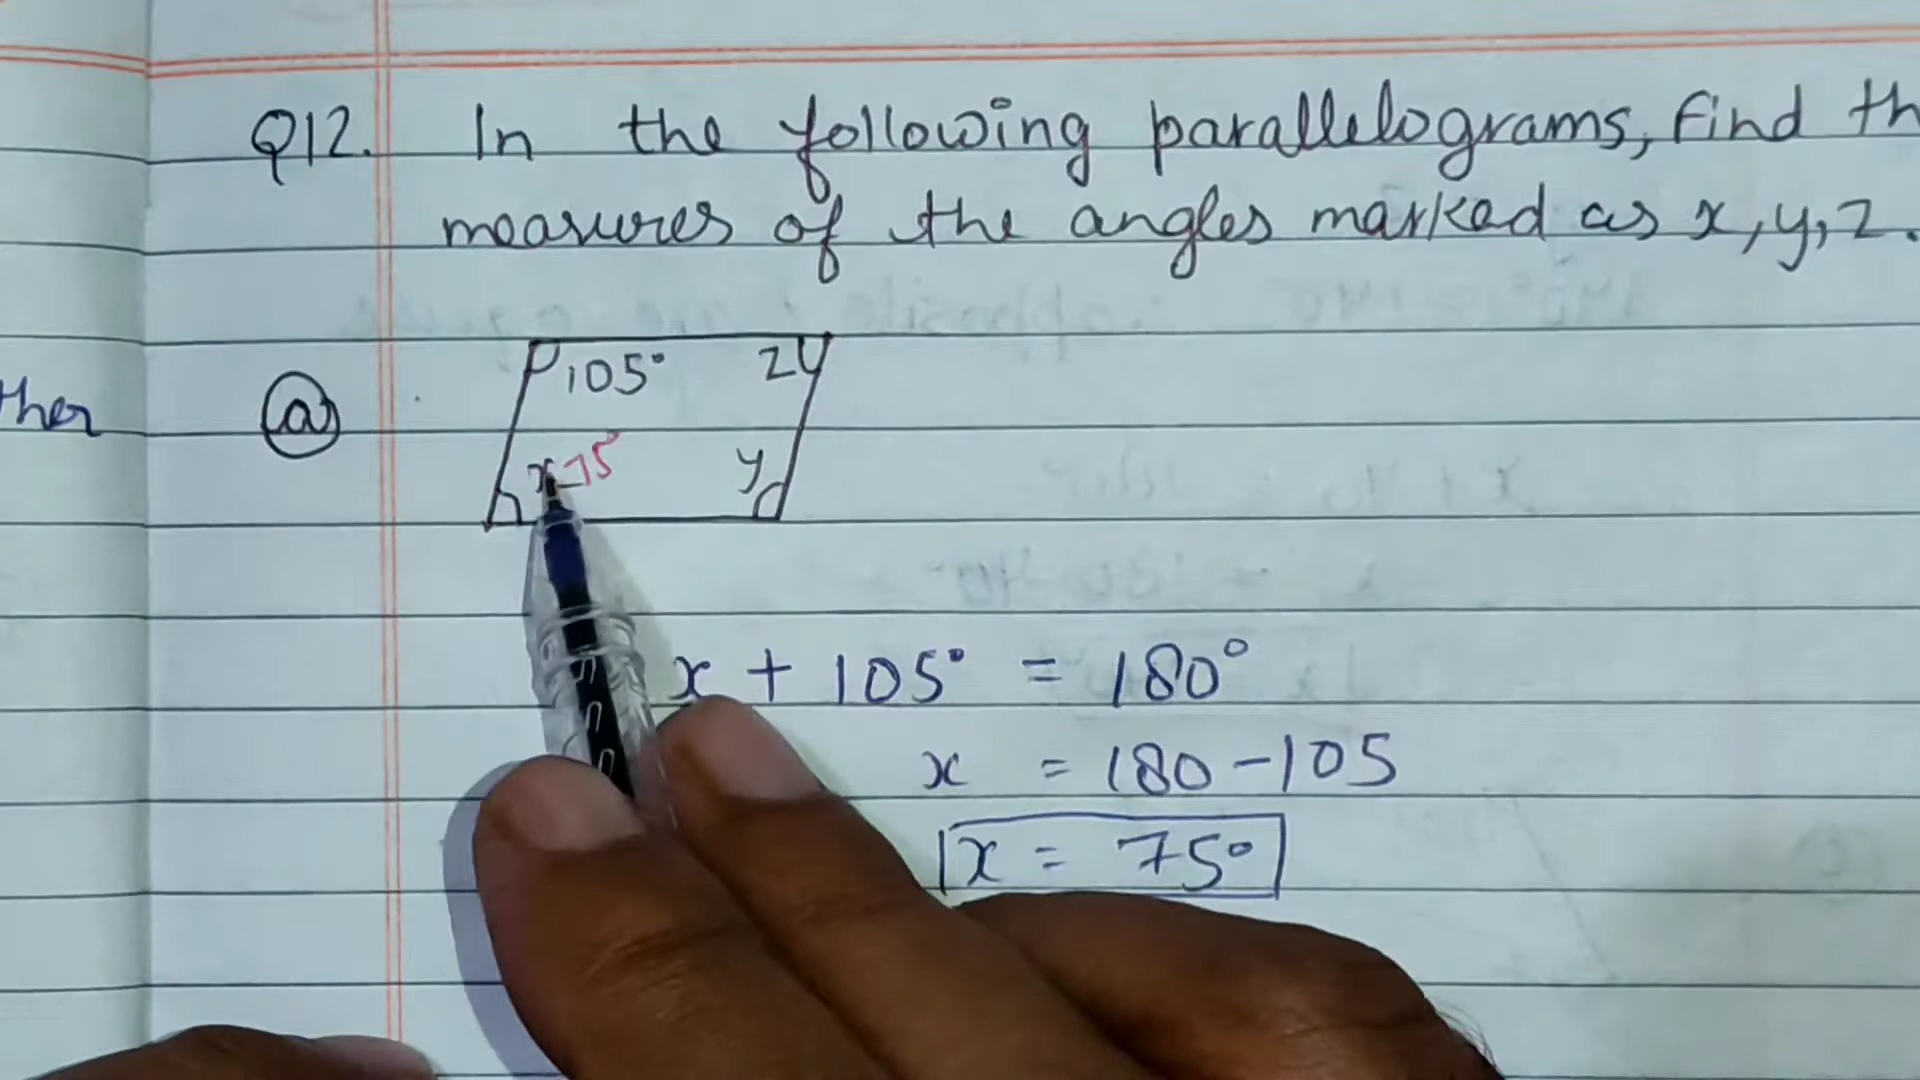 Q12. In the following parallelograms, find th
measures of the angles marked as x, y, z.
ther
(a)
105° z
x=75° y
x + 105° = 180°
x = 180-105
x = 75°